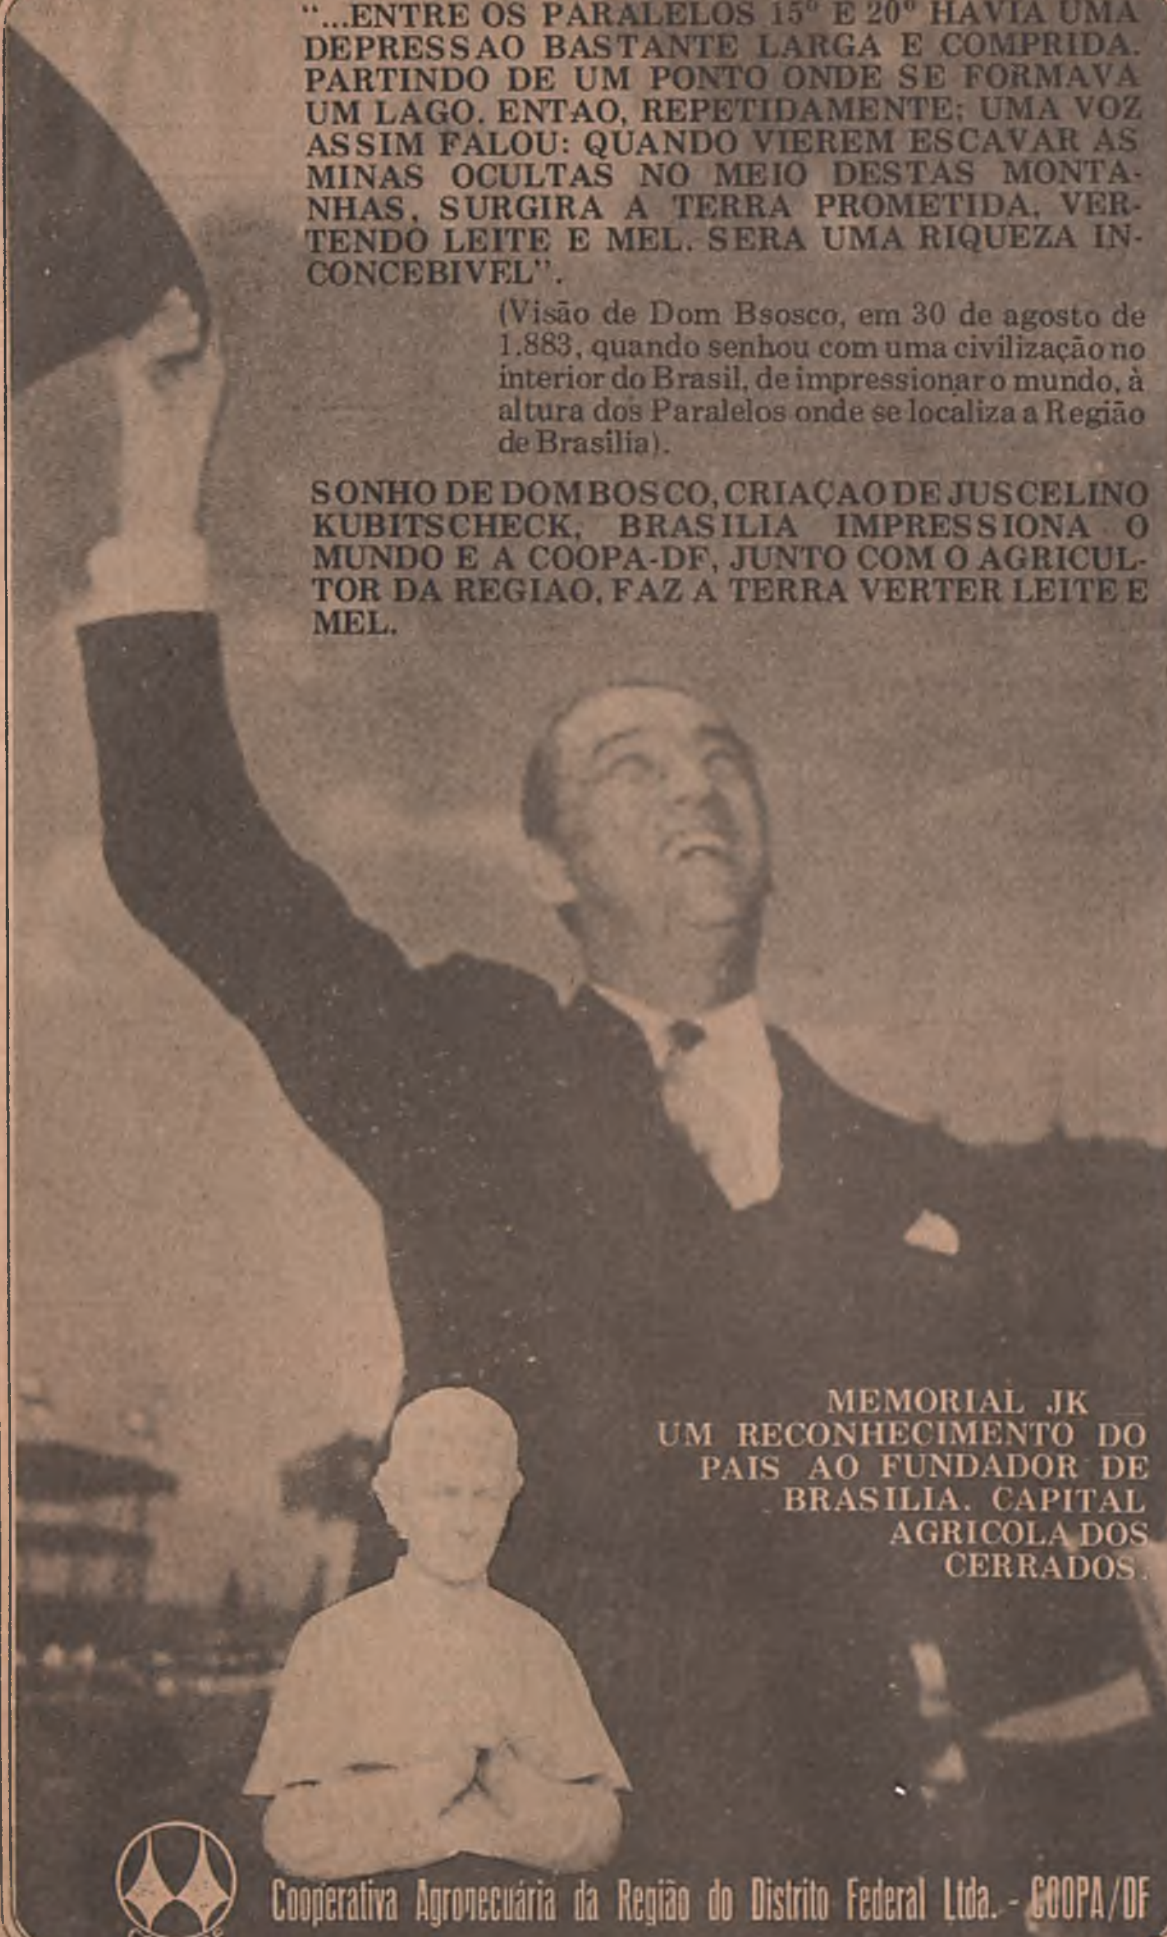 "...ENTRE OS PARALELOS 15º E 20º HAVIA UMA
DEPRESSAO BASTANTE LARGA E COMPRIDA.
PARTINDO DE UM PONTO ONDE SE FORMAVA
UM LAGO. ENTAO, REPETIDAMENTE; UMA VOZ
ASSIM FALOU: QUANDO VIEREM ESCAVAR AS
MINAS OCULTAS NO MEIO DESTAS MONTA-
NHAS, SURGIRA A TERRA PROMETIDA, VER-
TENDO LEITE E MEL. SERA UMA RIQUEZA IN-
CONCEBIVEL".
(Visão de Dom Bsosco, em 30 de agosto de
1.883, quando senhou com uma civilização no
interior do Brasil, de impressionar o mundo, à
altura dos Paralelos onde se localiza a Região
de Brasilia).
SONHO DE DOM BOSCO, CRIAÇAO DE JUSCELINO
KUBITSCHECK, BRASILIA IMPRESSIONA O
MUNDO E A COOPA-DF, JUNTO COM O AGRICUL-
TOR DA REGIAO, FAZ A TERRA VERTER LEITE E
MEL.
MEMORIAL JK
UM RECONHECIMENTO DO
PAIS AO FUNDADOR DE
BRASILIA. CAPITAL
AGRICOLA DOS
CERRADOS.
Cooperativa Agropecuária da Região do Distrito Federal Ltda. - COOPA/DF